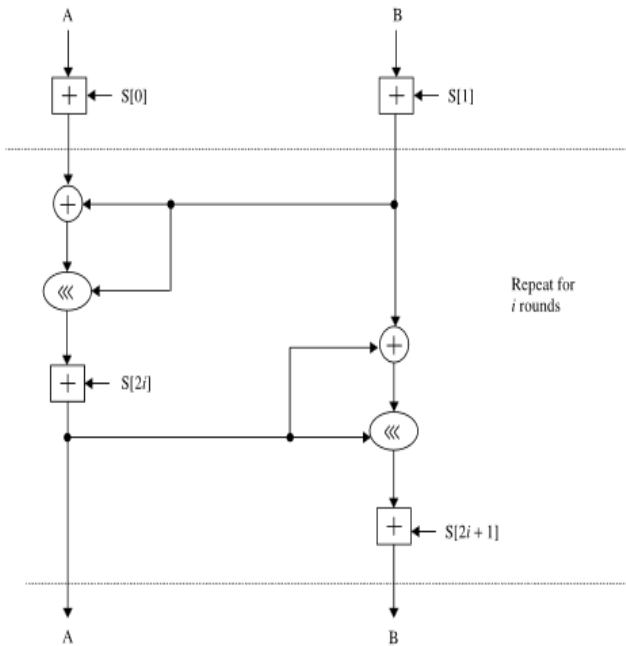 A B
+ S[0] + S[1]
+
⋘ Repeat for
i rounds
+
+ S[2i]
⋘
+ S[2i + 1]
A B